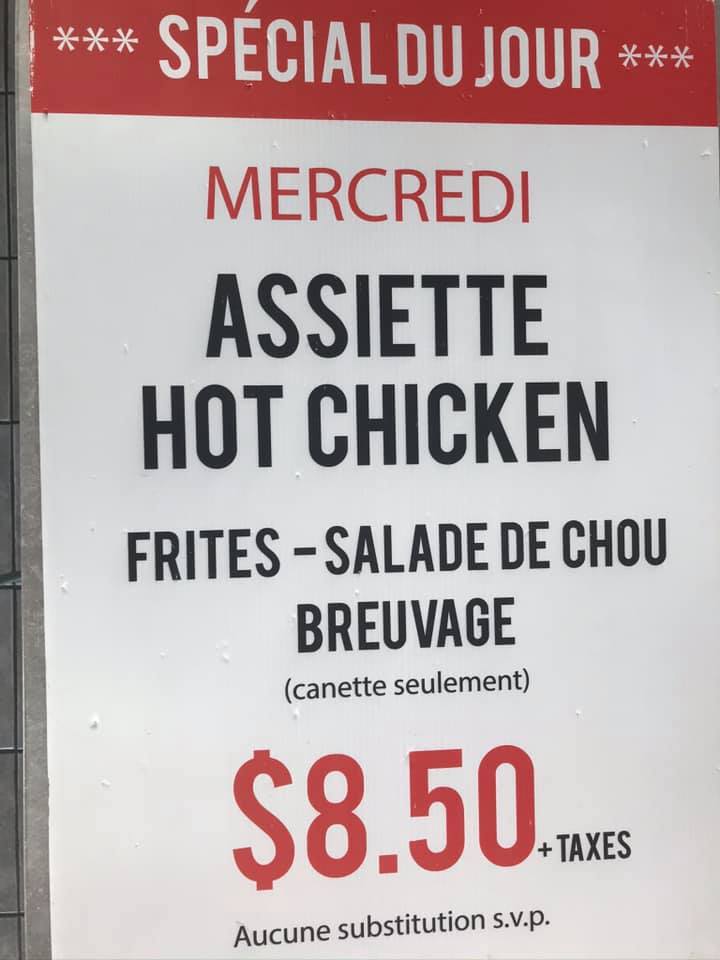 *** SPÉCIAL DU JOUR ***
MERCREDI
ASSIETTE
HOT CHICKEN
FRITES - SALADE DE CHOU
BREUVAGE
(canette seulement)
$8.50 + TAXES
Aucune substitution s.v.p.